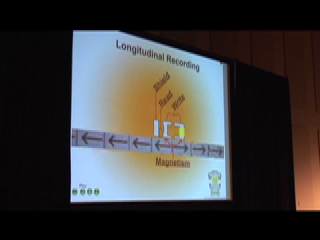 Longitudinal Recording
Shield
Read
Write
Magnetism